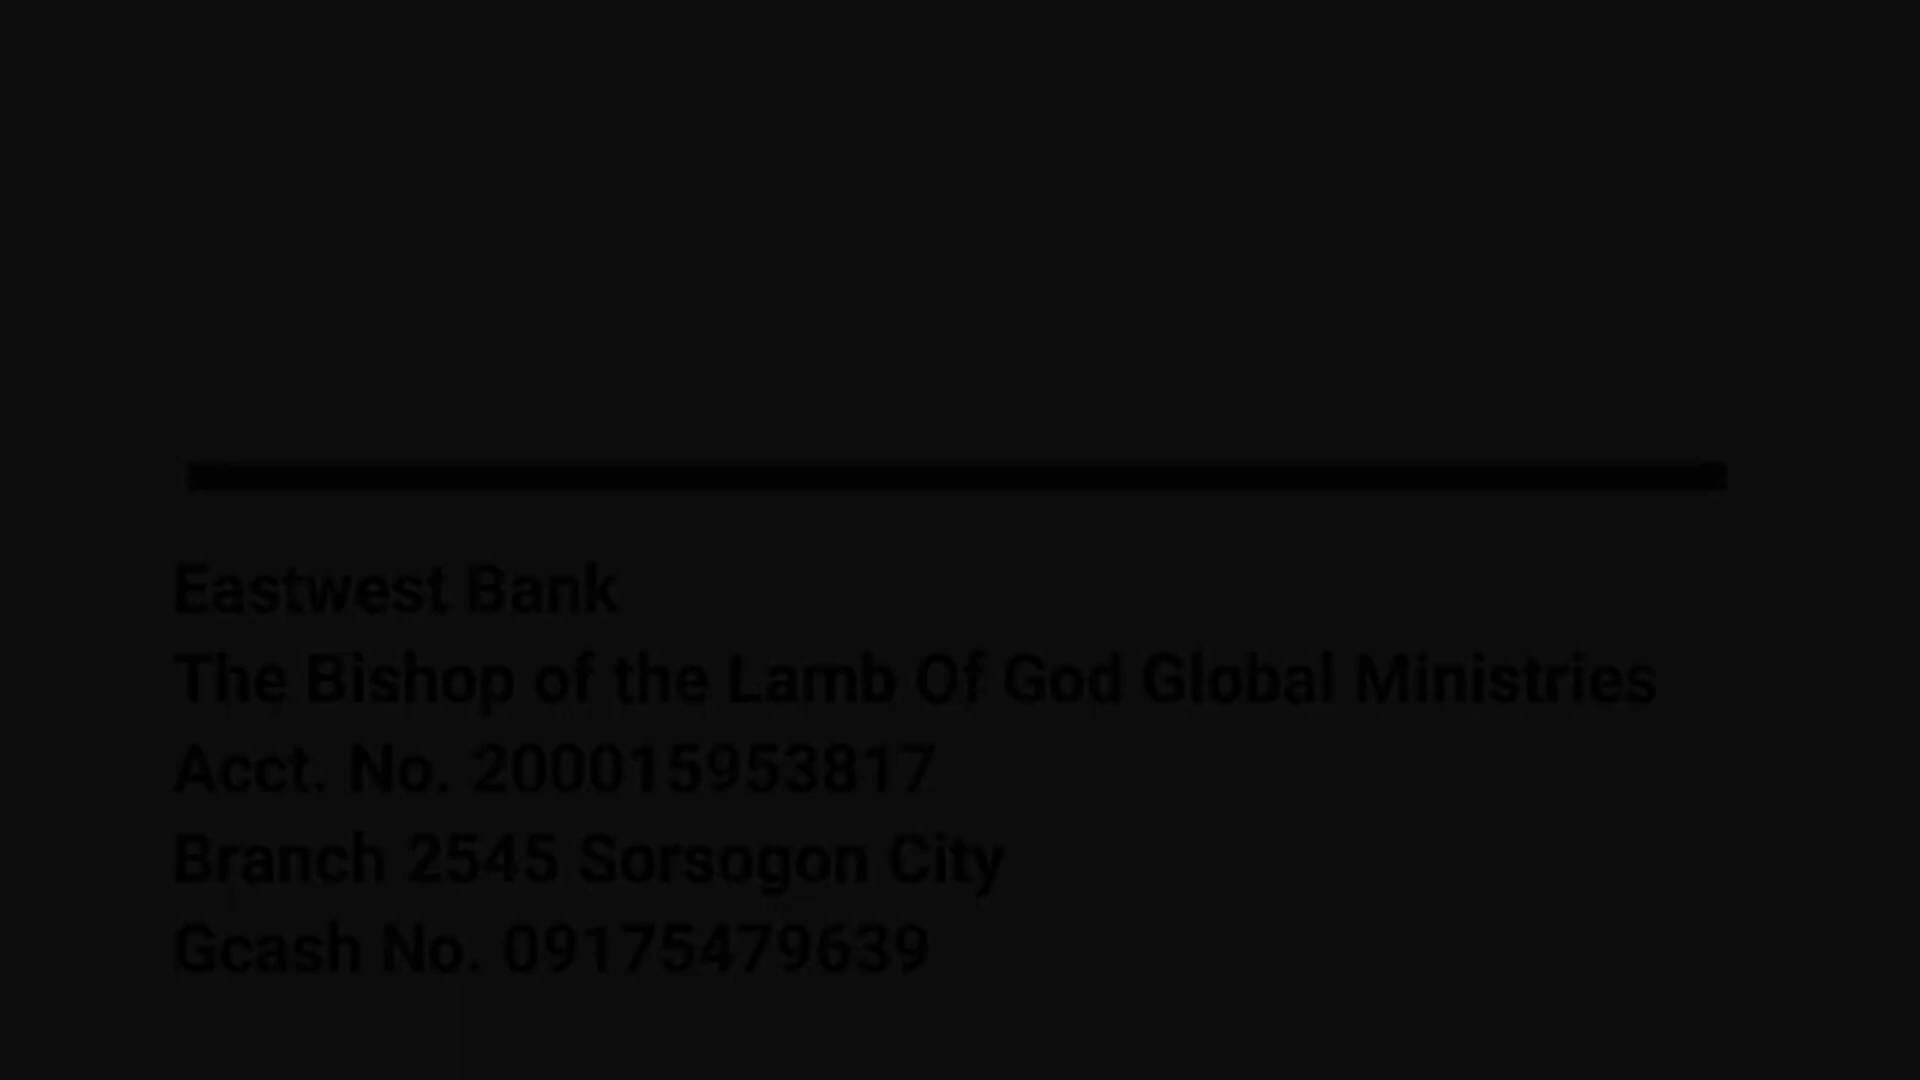 Eastwest Bank
The Bishop of the Lamb Of God Global Ministries
Acct. No. 200015953817
Branch 2545 Sorsogon City
Gcash No. 09175479639